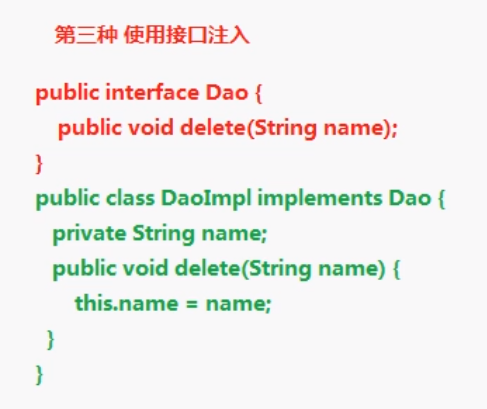 第三种 使用接口注入
public interface Dao {
public void delete(String name);
}
public class DaoImpl implements Dao {
private String name;
public void delete(String name) {
this.name = name;
}
}